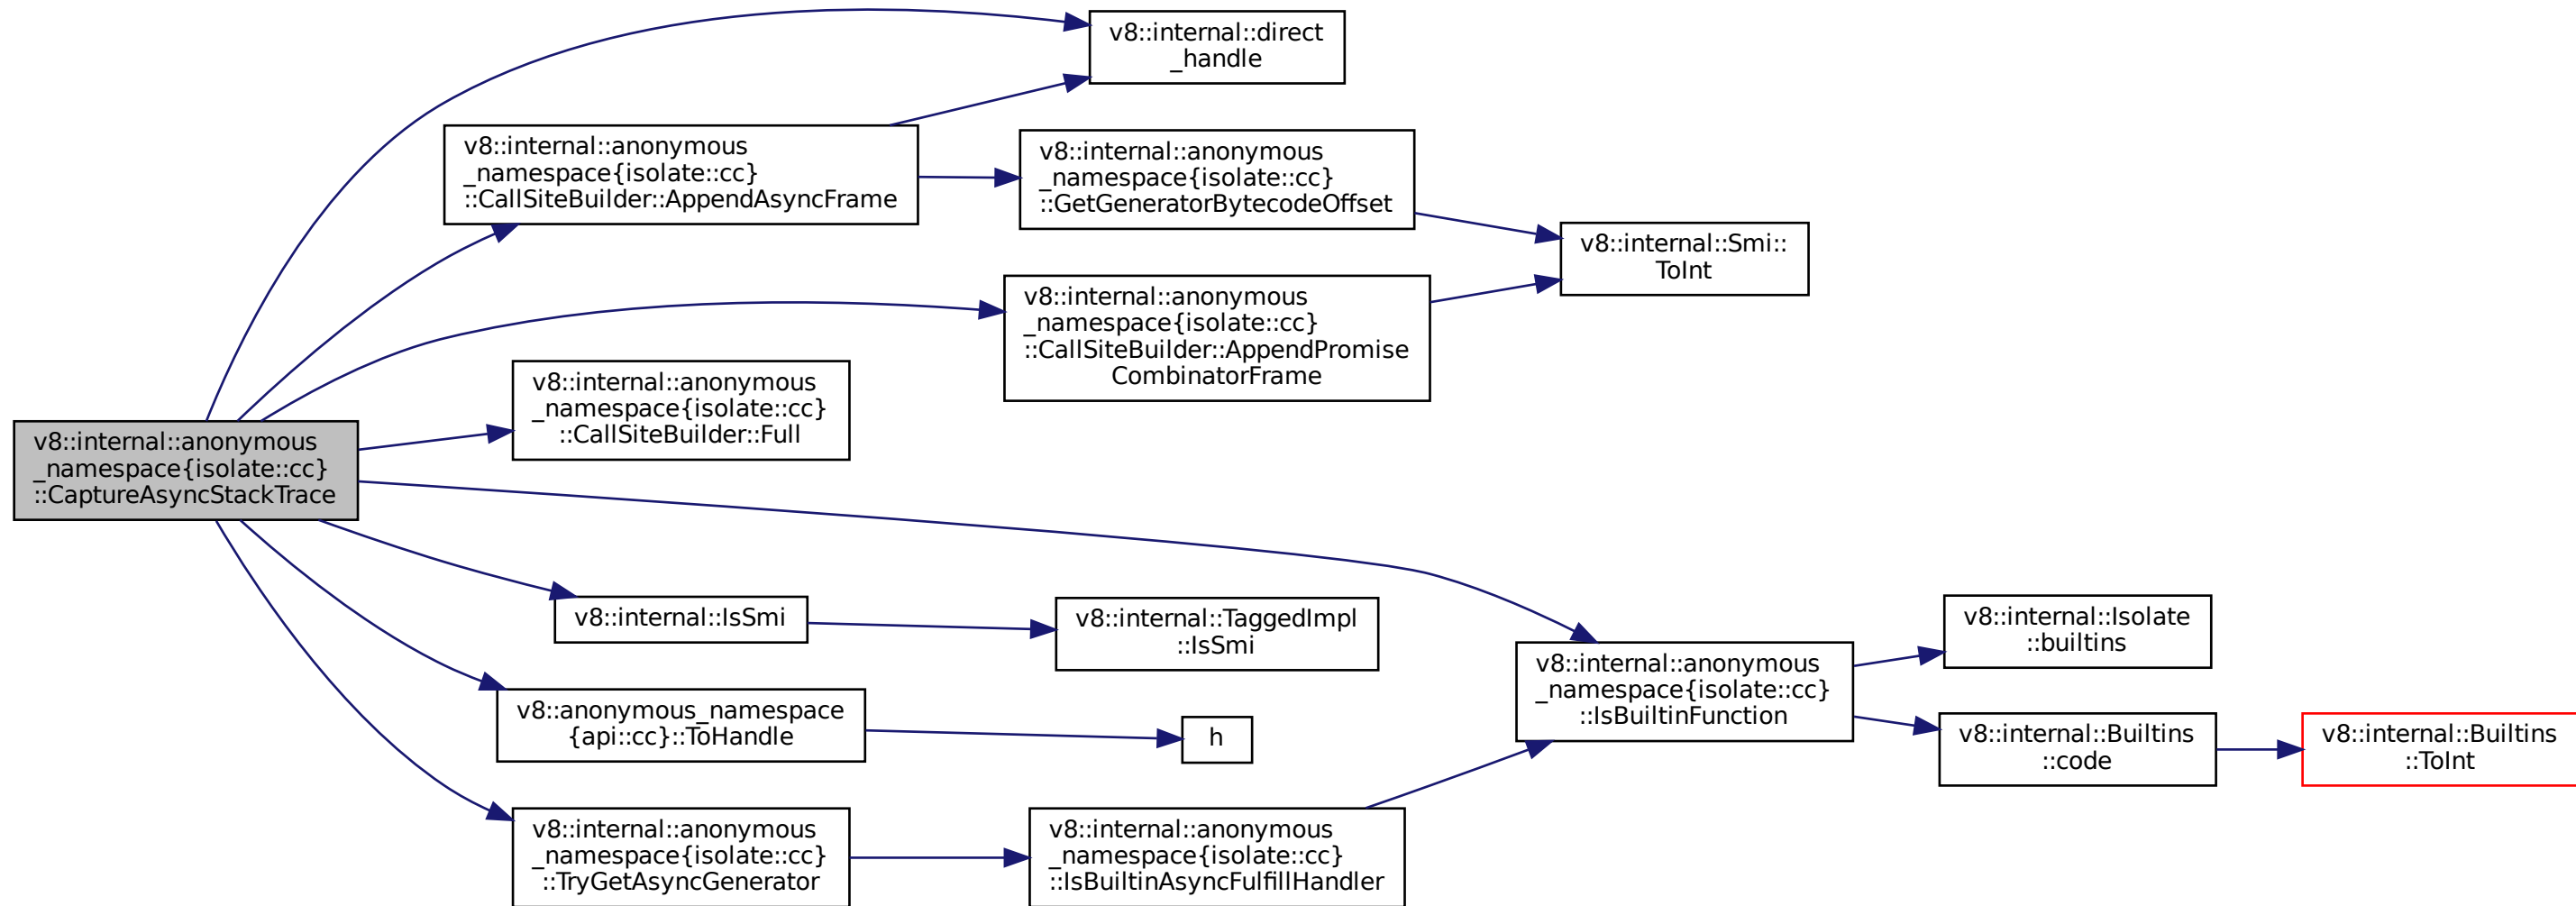 v8::internal::direct
_handle
v8::internal::anonymous
_namespace{isolate::cc}
::CallSiteBuilder::AppendAsyncFrame
v8::internal::anonymous
_namespace{isolate::cc}
::GetGeneratorBytecodeOffset
v8::internal::Smi::
ToInt
v8::internal::anonymous
_namespace{isolate::cc}
::CallSiteBuilder::AppendPromise
CombinatorFrame
v8::internal::anonymous
_namespace{isolate::cc}
::CallSiteBuilder::Full
v8::internal::anonymous
_namespace{isolate::cc}
::CaptureAsyncStackTrace
v8::internal::IsSmi
v8::internal::TaggedImpl
::IsSmi
v8::internal::Isolate
::builtins
v8::internal::anonymous
_namespace{isolate::cc}
::IsBuiltinFunction
v8::anonymous_namespace
{api::cc}::ToHandle
h
v8::internal::Builtins
::code
v8::internal::Builtins
::ToInt
v8::internal::anonymous
_namespace{isolate::cc}
::TryGetAsyncGenerator
v8::internal::anonymous
_namespace{isolate::cc}
::IsBuiltinAsyncFulfillHandler